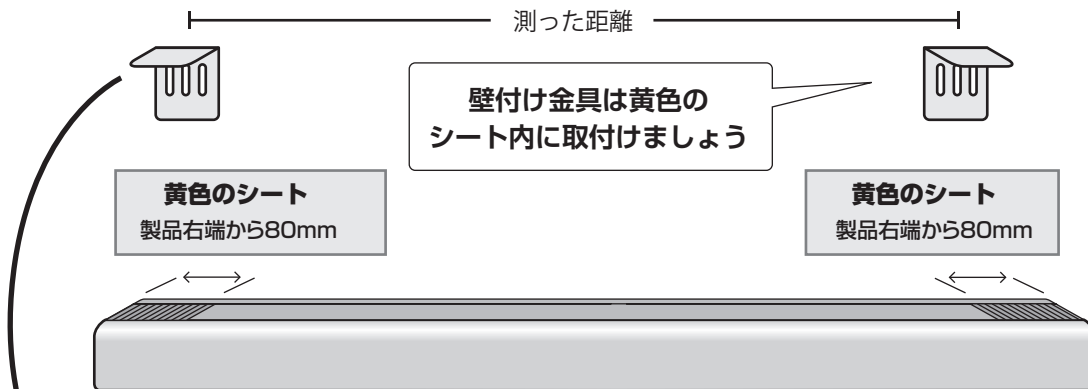 測った距離
壁付け金具は黄色の
シート内に取付けましょう
黄色のシート
製品右端から80mm
黄色のシート
製品右端から80mm